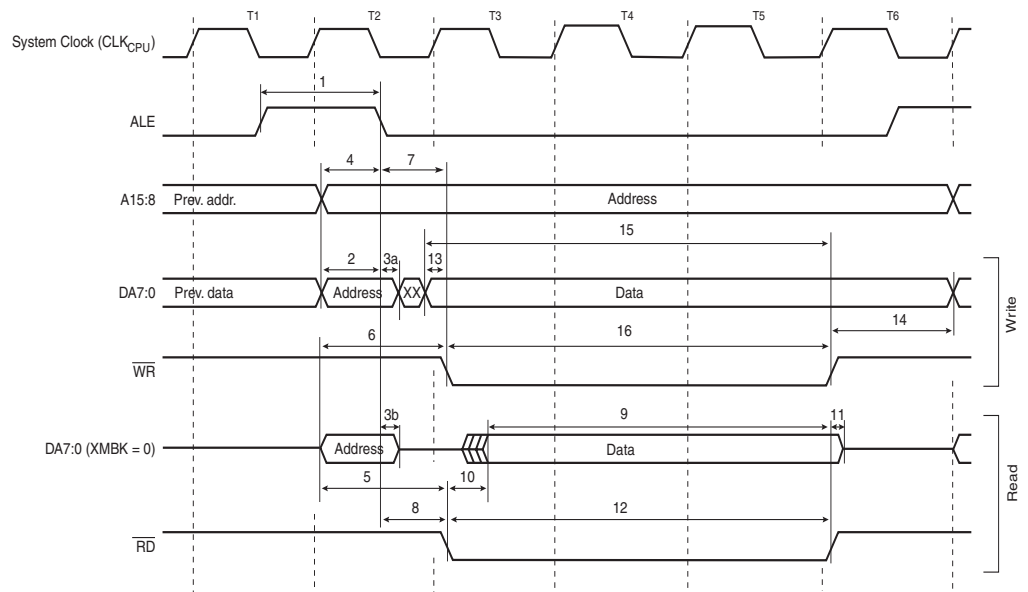 T1 T2 T3 T4 T5 T6
System Clock (CLKCPU)
1
ALE
4 7
A15:8 Prev. addr. Address
15
2 3a 13
DA7:0 Prev. data Address XX Data
14
6 16
WR
Write
3b 9 11
DA7:0 (XMBK = 0) Address Data
5 10
8 12
RD
Read